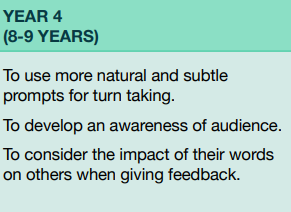 YEAR 4
(8-9 YEARS)
To use more natural and subtle
prompts for turn taking.
To develop an awareness of audience.
To consider the impact of their words
on others when giving feedback.